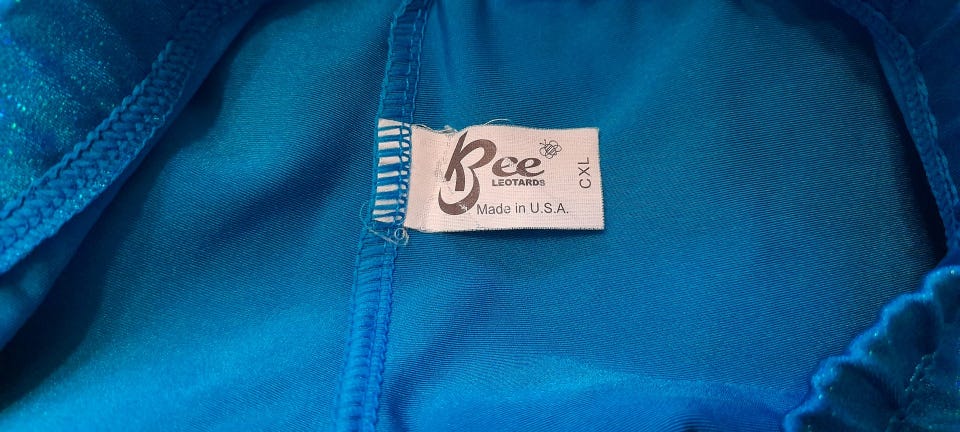 Bee
LEOTARDS
Made in U.S.A.
CXL